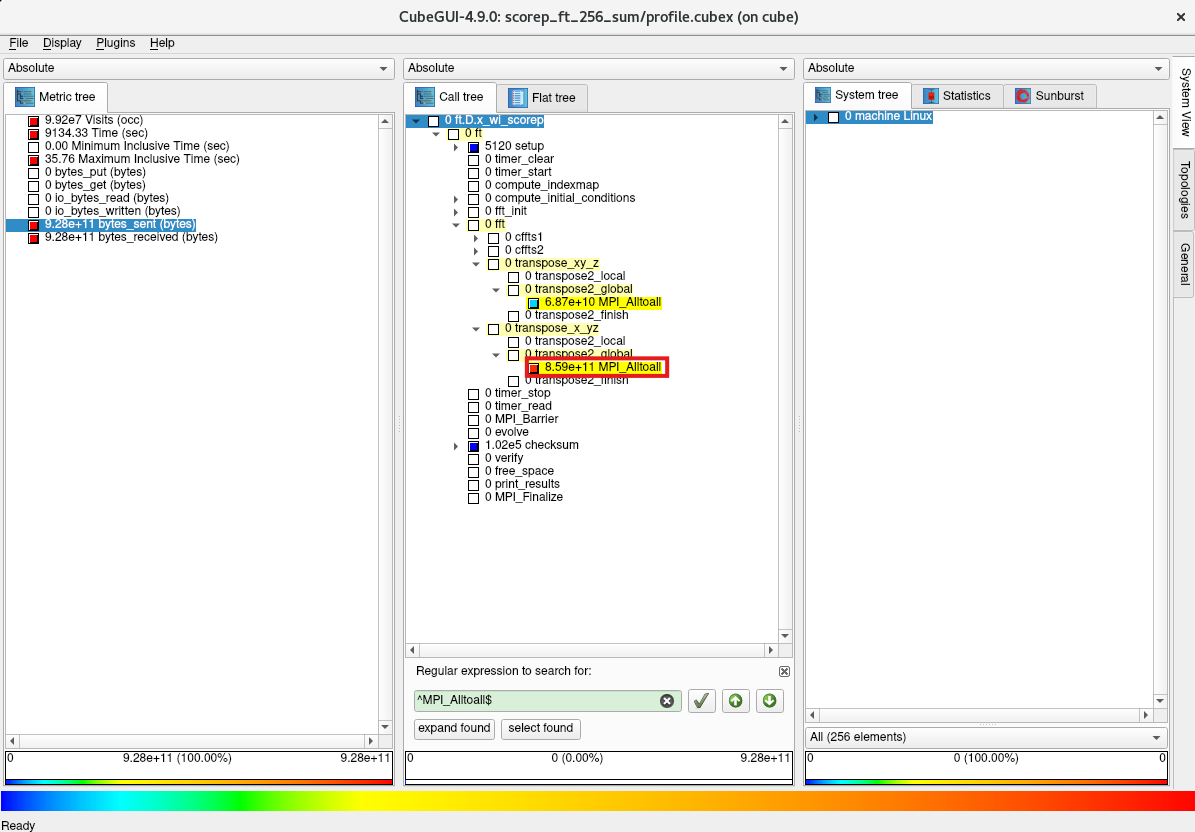 CubeGUI-4.9.0: scorep_ft_256_sum/profile.cubex (on cube)
File Display Plugins Help
Absolute
Metric tree
9.92e7 Visits (occ)
9134.33 Time (sec)
0.00 Minimum Inclusive Time (sec)
35.76 Maximum Inclusive Time (sec)
0 bytes_put (bytes)
0 bytes_get (bytes)
0 io_bytes_read (bytes)
0 io_bytes_written (bytes)
9.28e+11 bytes_sent (bytes)
9.28e+11 bytes_received (bytes)
0 9.28e+11 (100.00%) 9.28e+11
Absolute
Call tree Flat tree
0 ft.D.x_wi_scorep
0 ft
5120 setup
0 timer_clear
0 timer_start
0 compute_indexmap
0 compute_initial_conditions
0 fft_init
0 fft
0 cffts1
0 cffts2
0 transpose_xy_z
0 transpose2_local
0 transpose2_global
6.87e+10 MPI_Alltoall
0 transpose2_finish
0 transpose_x_yz
0 transpose2_local
0 transpose2_global
8.59e+11 MPI_Alltoall
0 transpose2_finish
0 timer_stop
0 timer_read
0 MPI_Barrier
0 evolve
1.02e5 checksum
0 verify
0 free_space
0 print_results
0 MPI_Finalize
Regular expression to search for:
^MPI_Alltoall$
expand found select found
0 0 (0.00%) 9.28e+11
Absolute
System tree Statistics Sunburst
0 machine Linux
All (256 elements)
0 0 (100.00%) 0
System View
Topologies
General
Ready